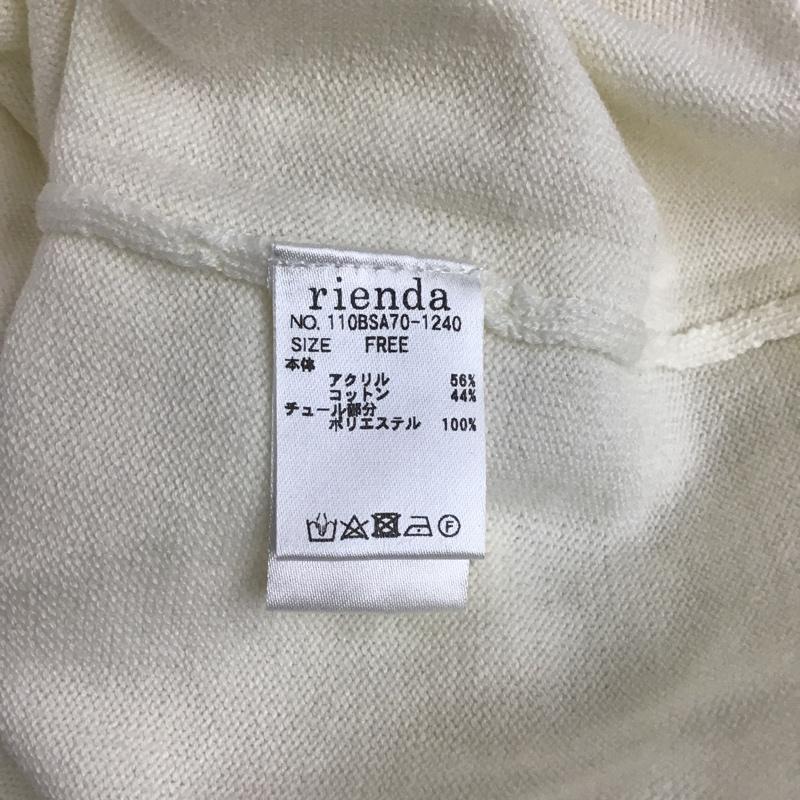 rienda
NO. 110BSA70-1240
SIZE FREE
本体
アクリル 56%
コットン 44%
チュール部分
ポリエステル 100%
F